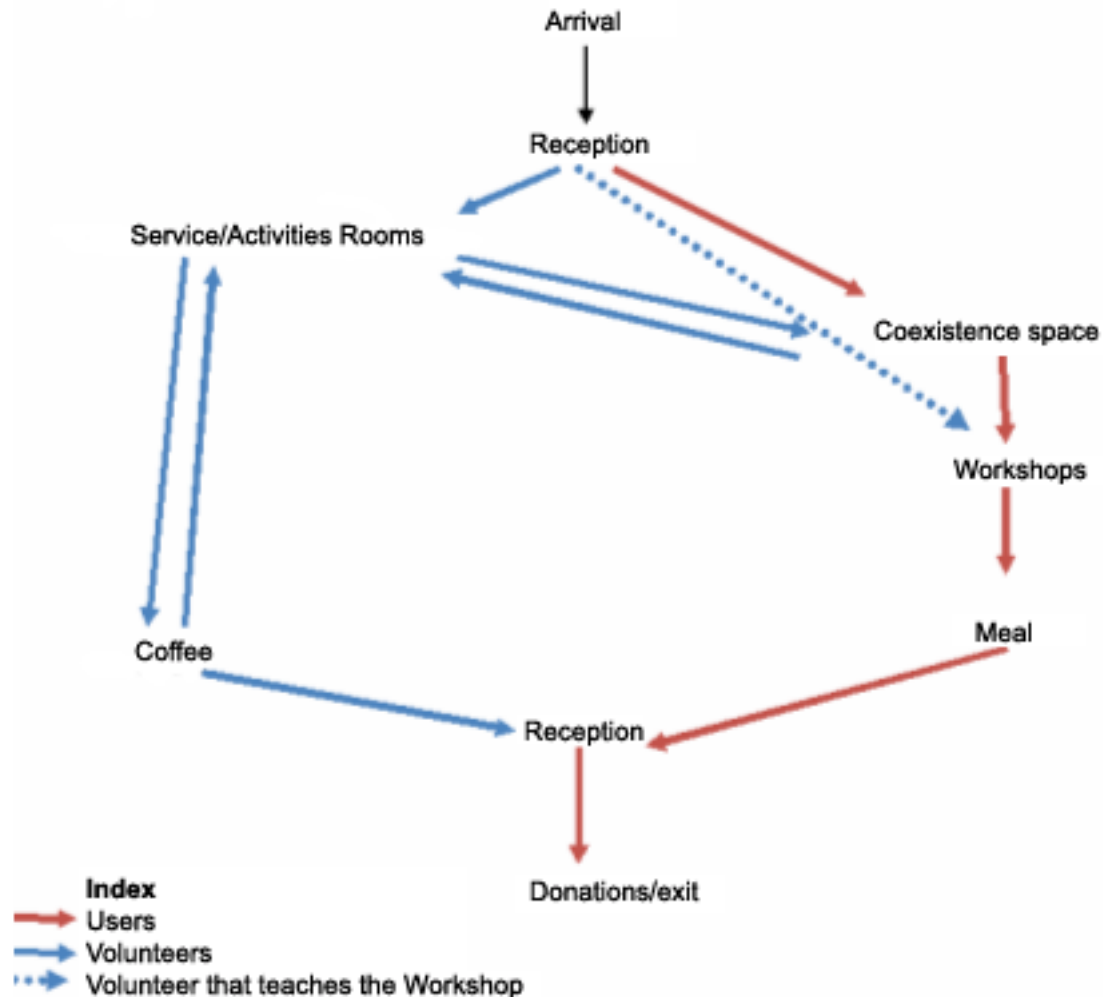 Arrival
Reception
Service/Activities Rooms
Coexistence space
Workshops
Meal
Coffee
Reception
Donations/exit
Index
Users
Volunteers
Volunteer that teaches the Workshop